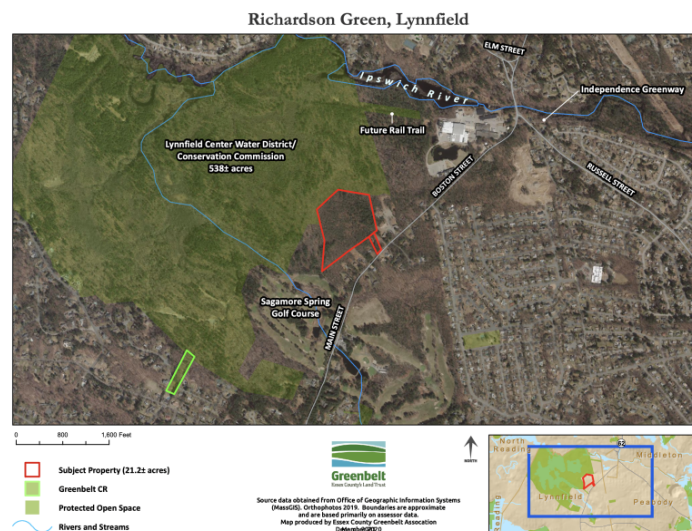 Richardson Green, Lynnfield
ELM STREET
Ipswich River
Independence Greenway
Future Rail Trail
Lynnfield Center Water District/
Conservation Commission
538± acres
BOSTON STREET
RUSSELL STREET
Sagamore Spring
Golf Course
MAIN STREET
0 800 1,600 Feet
NORTH
Subject Property (21.2± acres)
Greenbelt CR
Protected Open Space
Rivers and Streams
Greenbelt
Essex County's Land Trust
Source data obtained from Office of Geographic Information Systems
(MassGIS). Orthophotos 2019. Boundaries are approximate
and are based primarily on assessor data.
Map produced by Essex County Greenbelt Assocation
62
North
Reading
Middleton
Lynnfield
Peabody
Reading